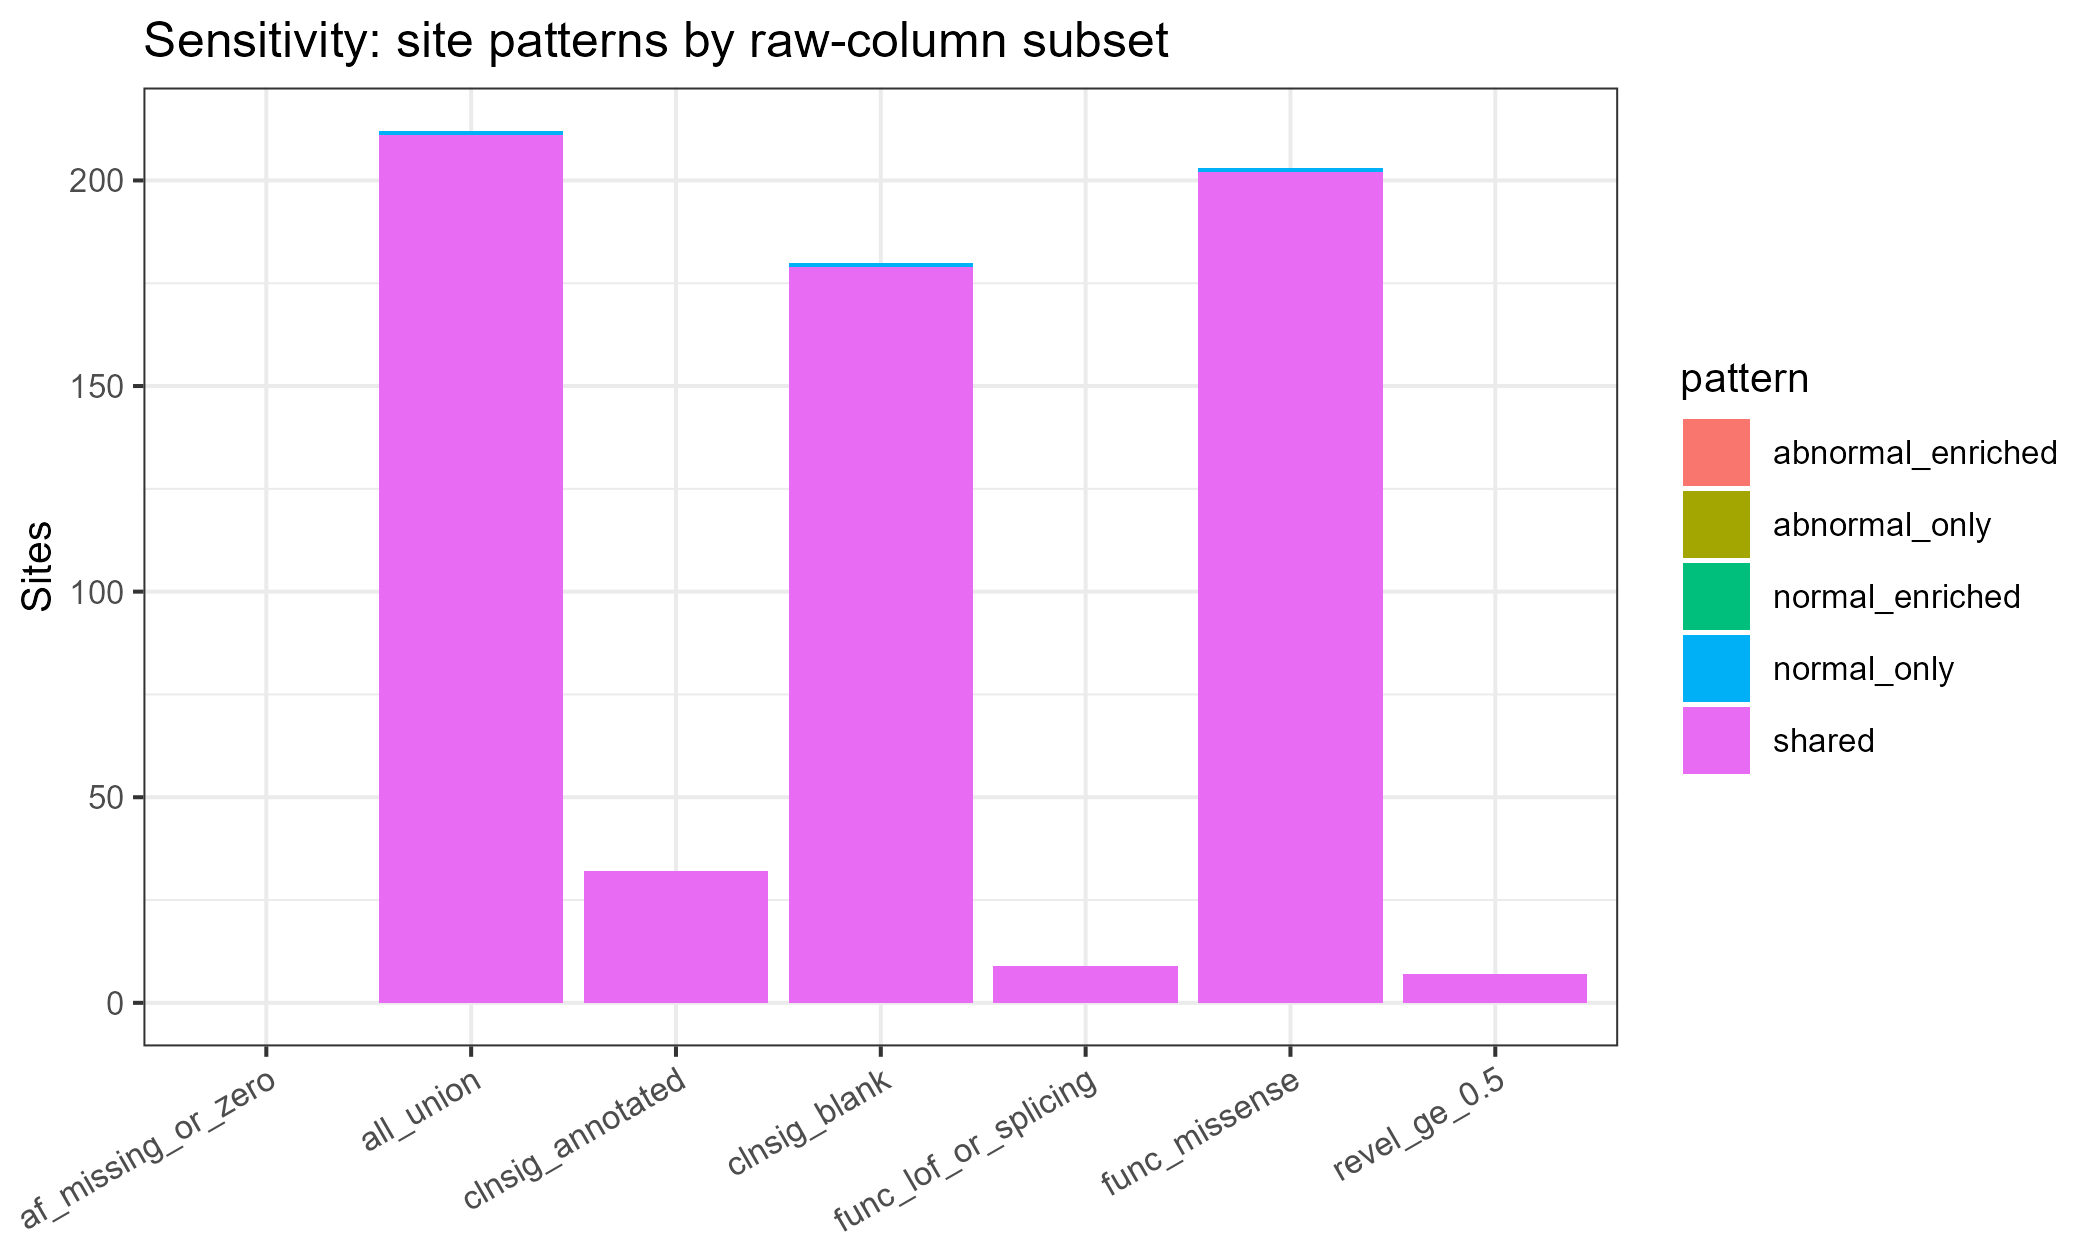 Sensitivity: site patterns by raw-column subset
Sites
200
150
100
50
0
af_missing_or_zero
all_union
clnsig_annotated
clnsig_blank
func_lof_or_splicing
func_missense
revel_ge_0.5
pattern
abnormal_enriched
abnormal_only
normal_enriched
normal_only
shared